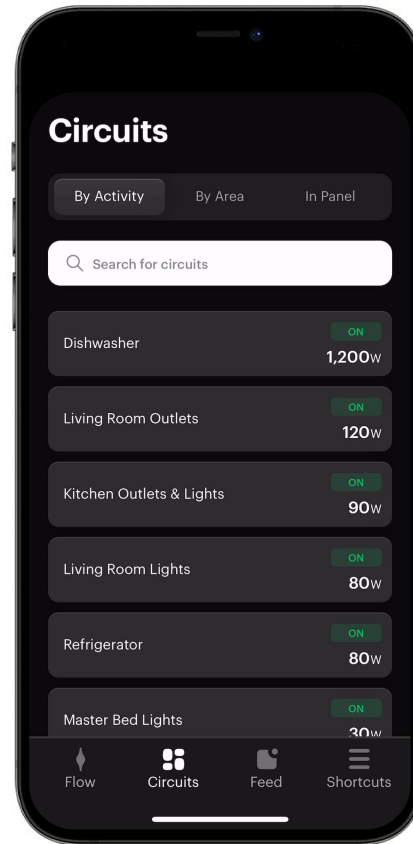 Circuits
By Activity By Area In Panel
Search for circuits
ON
Dishwasher
1,200W
ON
Living Room Outlets
120W
ON
Kitchen Outlets & Lights
90W
ON
Living Room Lights
80W
ON
Refrigerator
80W
ON
Master Bed Lights
30W
Flow Circuits Feed Shortcuts